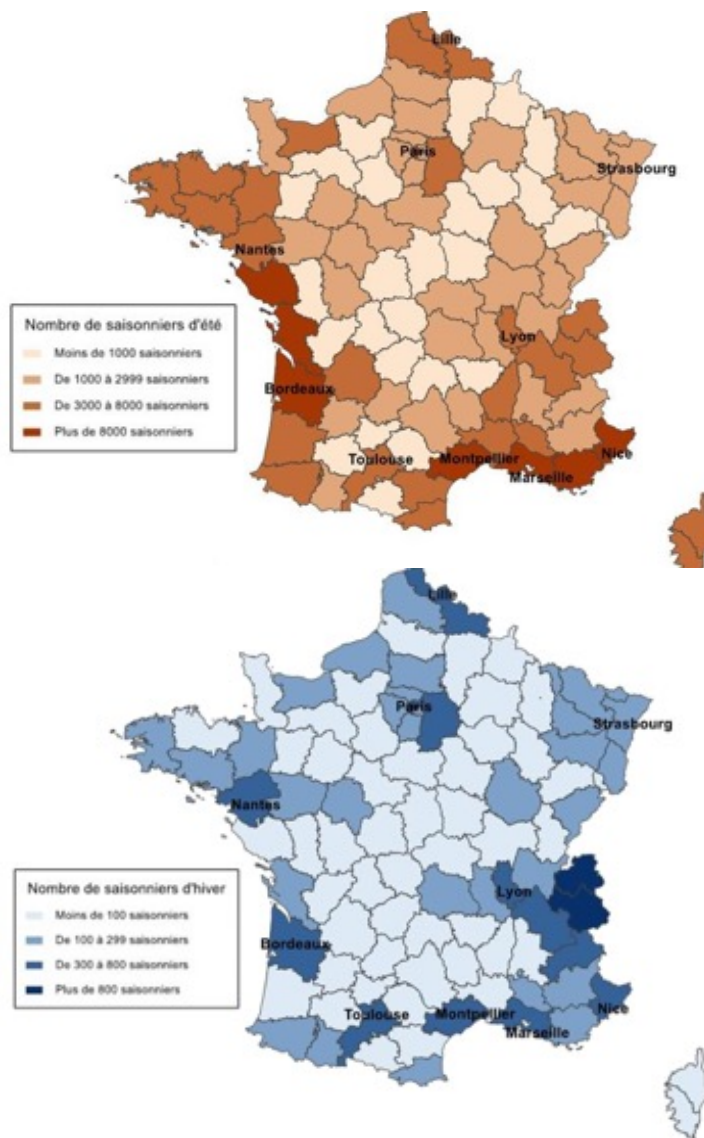 Lille
Paris
Strasbourg
Nantes
Nombre de saisonniers d'été
Moins de 1000 saisonniers
De 1000 à 2999 saisonniers
De 3000 à 8000 saisonniers
Plus de 8000 saisonniers
Lyon
Bordeaux
Toulouse
Montpellier
Nice
Marseille
Lille
Paris
Strasbourg
Nantes
Nombre de saisonniers d'hiver
Moins de 100 saisonniers
De 100 à 299 saisonniers
De 300 à 800 saisonniers
Plus de 800 saisonniers
Lyon
Bordeaux
Toulouse
Montpellier
Nice
Marseille